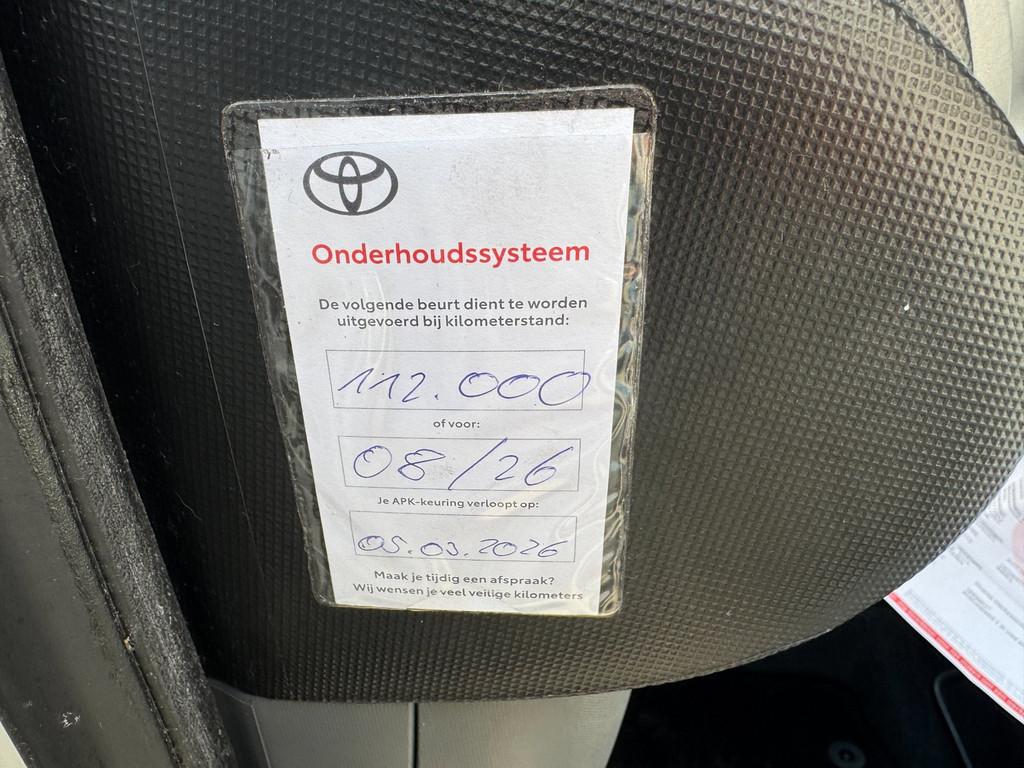 Onderhoudssysteem
De volgende beurt dient te worden
uitgevoerd bij kilometerstand:
112.000
of voor:
08/26
Je APK-keuring verloopt op:
05.03.2026
Maak je tijdig een afspraak?
Wij wensen je veel veilige kilometers